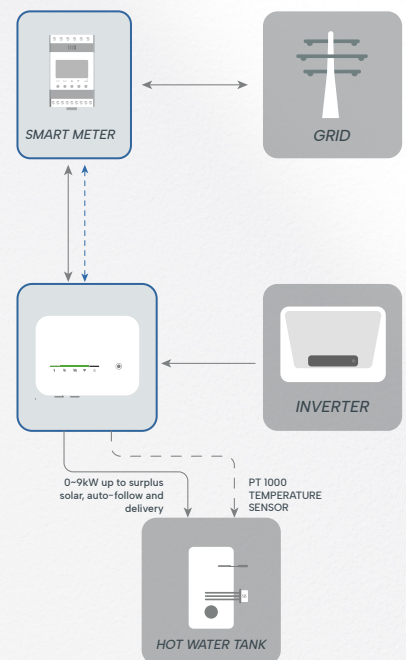 SMART METER
GRID
INVERTER
0~9kW up to surplus
solar, auto-follow and
delivery
PT 1000
TEMPERATURE
SENSOR
HOT WATER TANK